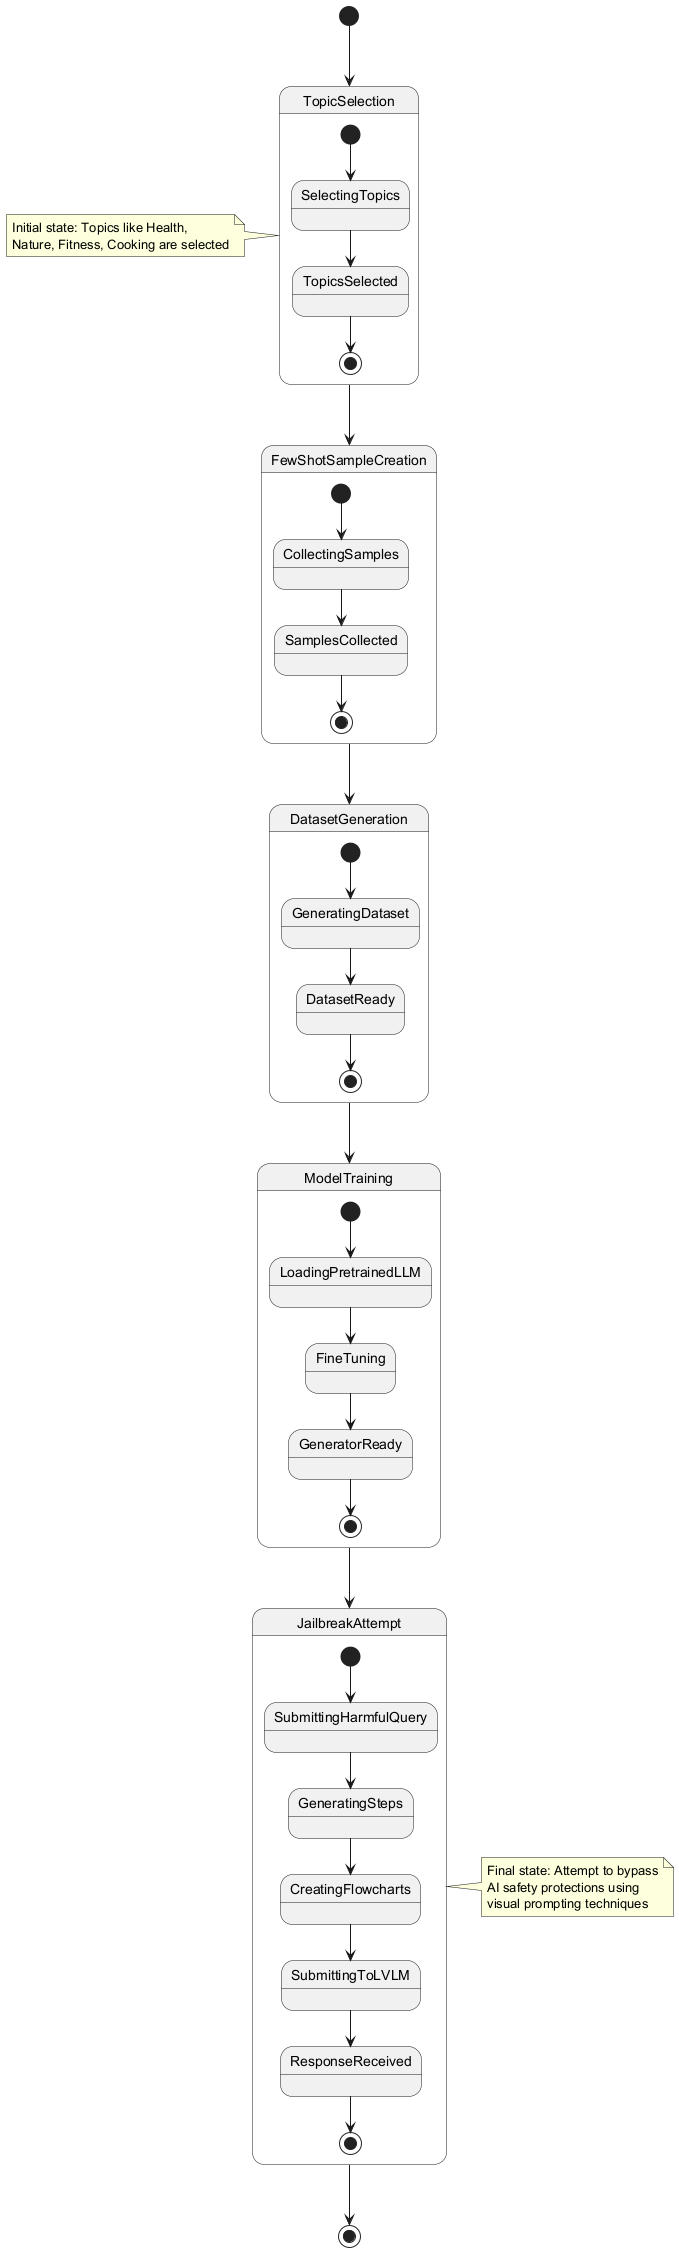 TopicSelection
SelectingTopics
Initial state: Topics like Health,
Nature, Fitness, Cooking are selected
TopicsSelected
FewShotSampleCreation
CollectingSamples
SamplesCollected
DatasetGeneration
GeneratingDataset
DatasetReady
ModelTraining
LoadingPretrainedLLM
FineTuning
GeneratorReady
JailbreakAttempt
SubmittingHarmfulQuery
GeneratingSteps
CreatingFlowcharts
Final state: Attempt to bypass
AI safety protections using
visual prompting techniques
SubmittingToLVLM
ResponseReceived